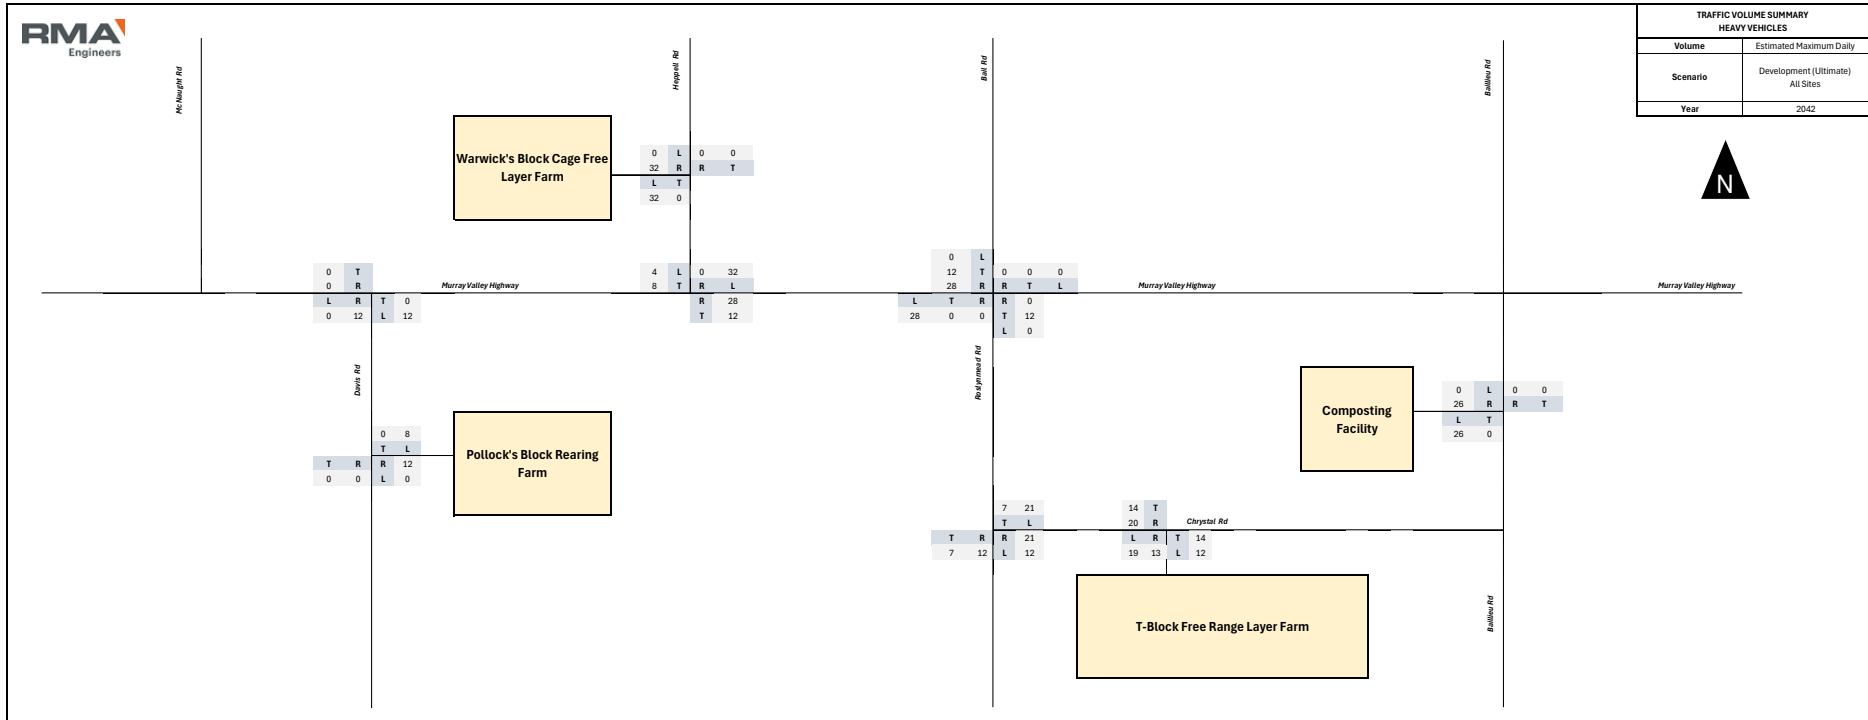 RMA
Engineers
TRAFFIC VOLUME SUMMARY
HEAVY VEHICLES
Volume Estimated Maximum Daily
Scenario Development (Ultimate)
All Sites
Year 2042
N
McNaught Rd
Heppell Rd
Ball Rd
Baillieu Rd
Warwick's Block Cage Free
Layer Farm
0 L 0 0
32 R R T
L T
32 0
0 T
0 R
L R T 0
0 12 L 12
Murray Valley Highway
4 L 0 32
8 T R L
R 28
T 12
0 L
12 T 0 0 0
28 R R T L
L T R R 0
28 0 0 T 12
L 0
Murray Valley Highway
Murray Valley Highway
Davis Rd
Roslynmead Rd
Pollock's Block Rearing
Farm
0 8
T L
T R R 12
0 0 L 0
Composting
Facility
0 L 0 0
26 R R T
L T
26 0
7 21
T L
T R R 21
7 12 L 12
14 T
20 R
L R T 14
19 13 L 12
Chrystal Rd
T-Block Free Range Layer Farm
Baillieu Rd